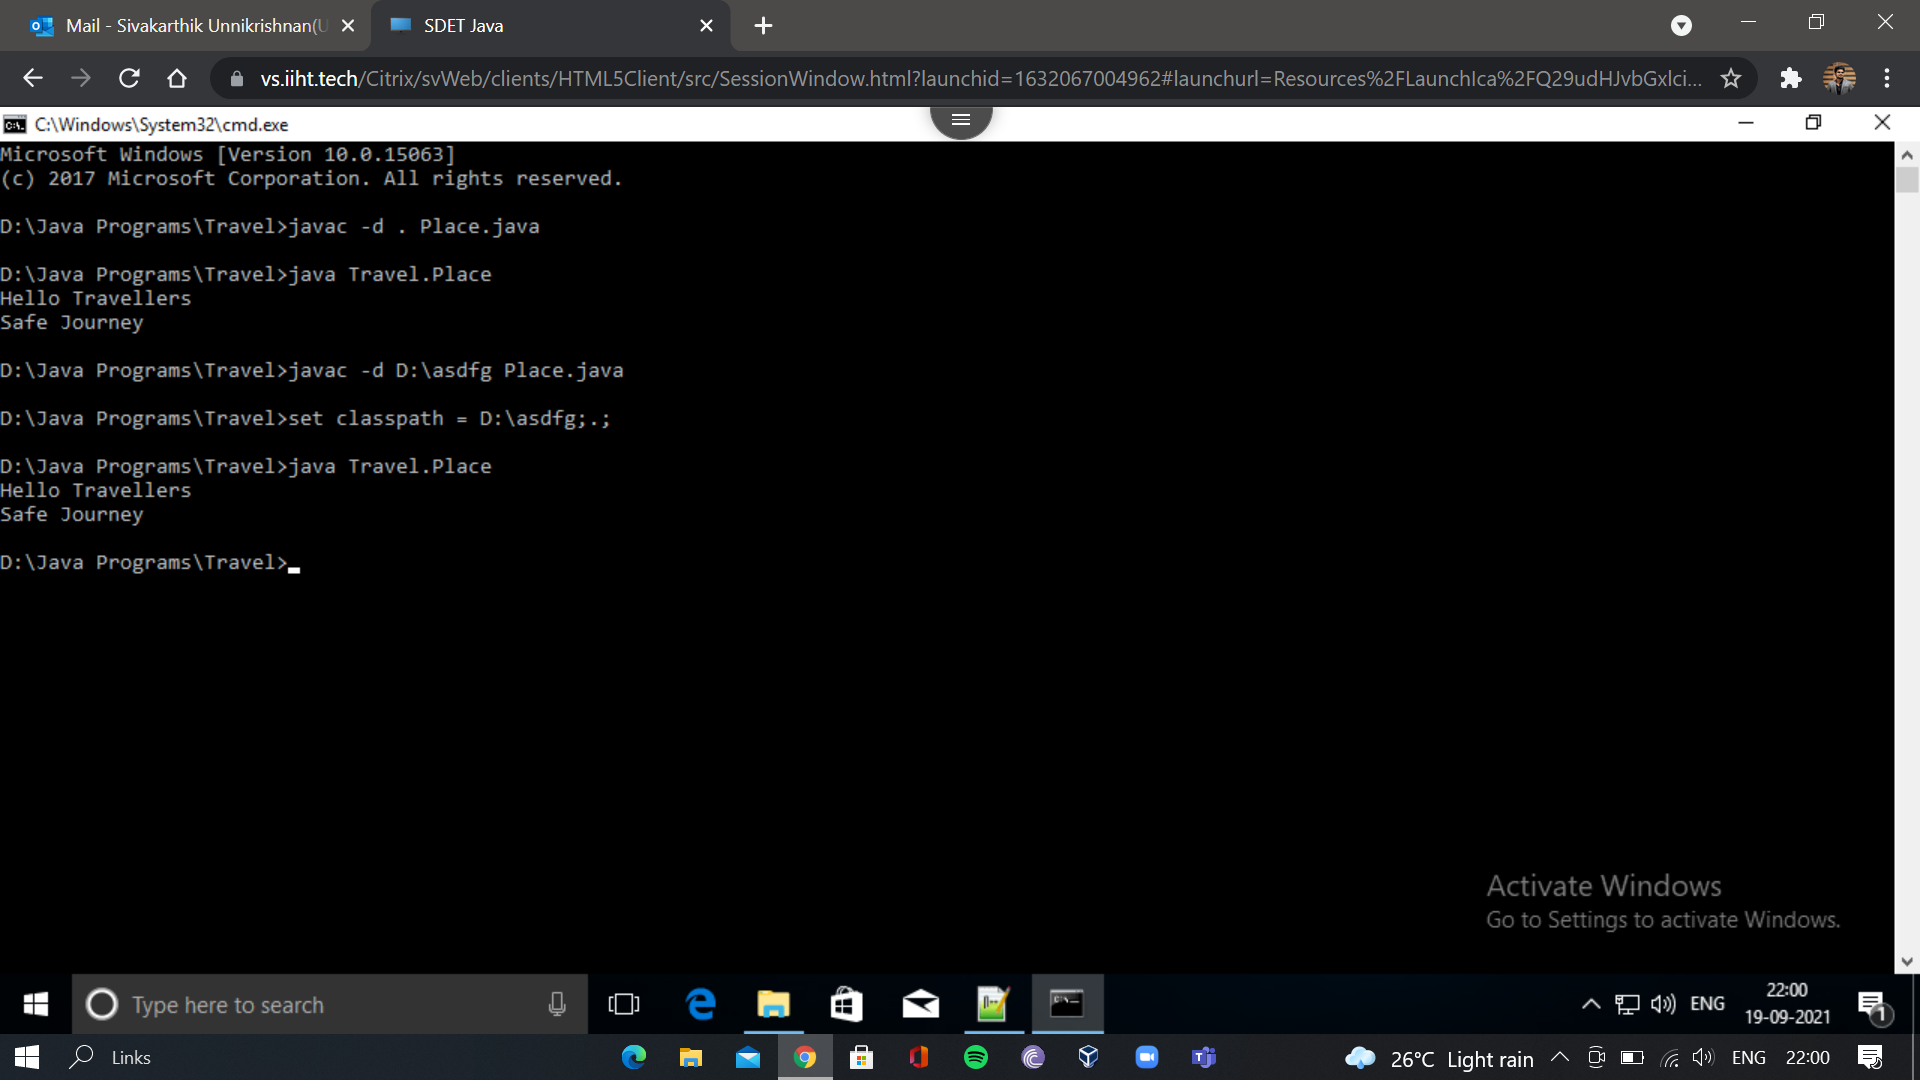 Mail - Sivakarthik Unnikrishnan(U
SDET Java
vs.iiht.tech/Citrix/svWeb/clients/HTML5Client/src/SessionWindow.html?launchid=1632067004962#launchurl=Resources%2FLaunchIca%2FQ29udHJvbGxlci...
C:\Windows\System32\cmd.exe
Microsoft Windows [Version 10.0.15063]
(c) 2017 Microsoft Corporation. All rights reserved.
D:\Java Programs\Travel>javac -d . Place.java
D:\Java Programs\Travel>java Travel.Place
Hello Travellers
Safe Journey
D:\Java Programs\Travel>javac -d D:\asdfg Place.java
D:\Java Programs\Travel>set classpath = D:\asdfg;.;
D:\Java Programs\Travel>java Travel.Place
Hello Travellers
Safe Journey
D:\Java Programs\Travel>
Activate Windows
Go to Settings to activate Windows.
Type here to search
ENG
22:00
19-09-2021
1
Links
26°C Light rain
ENG
22:00